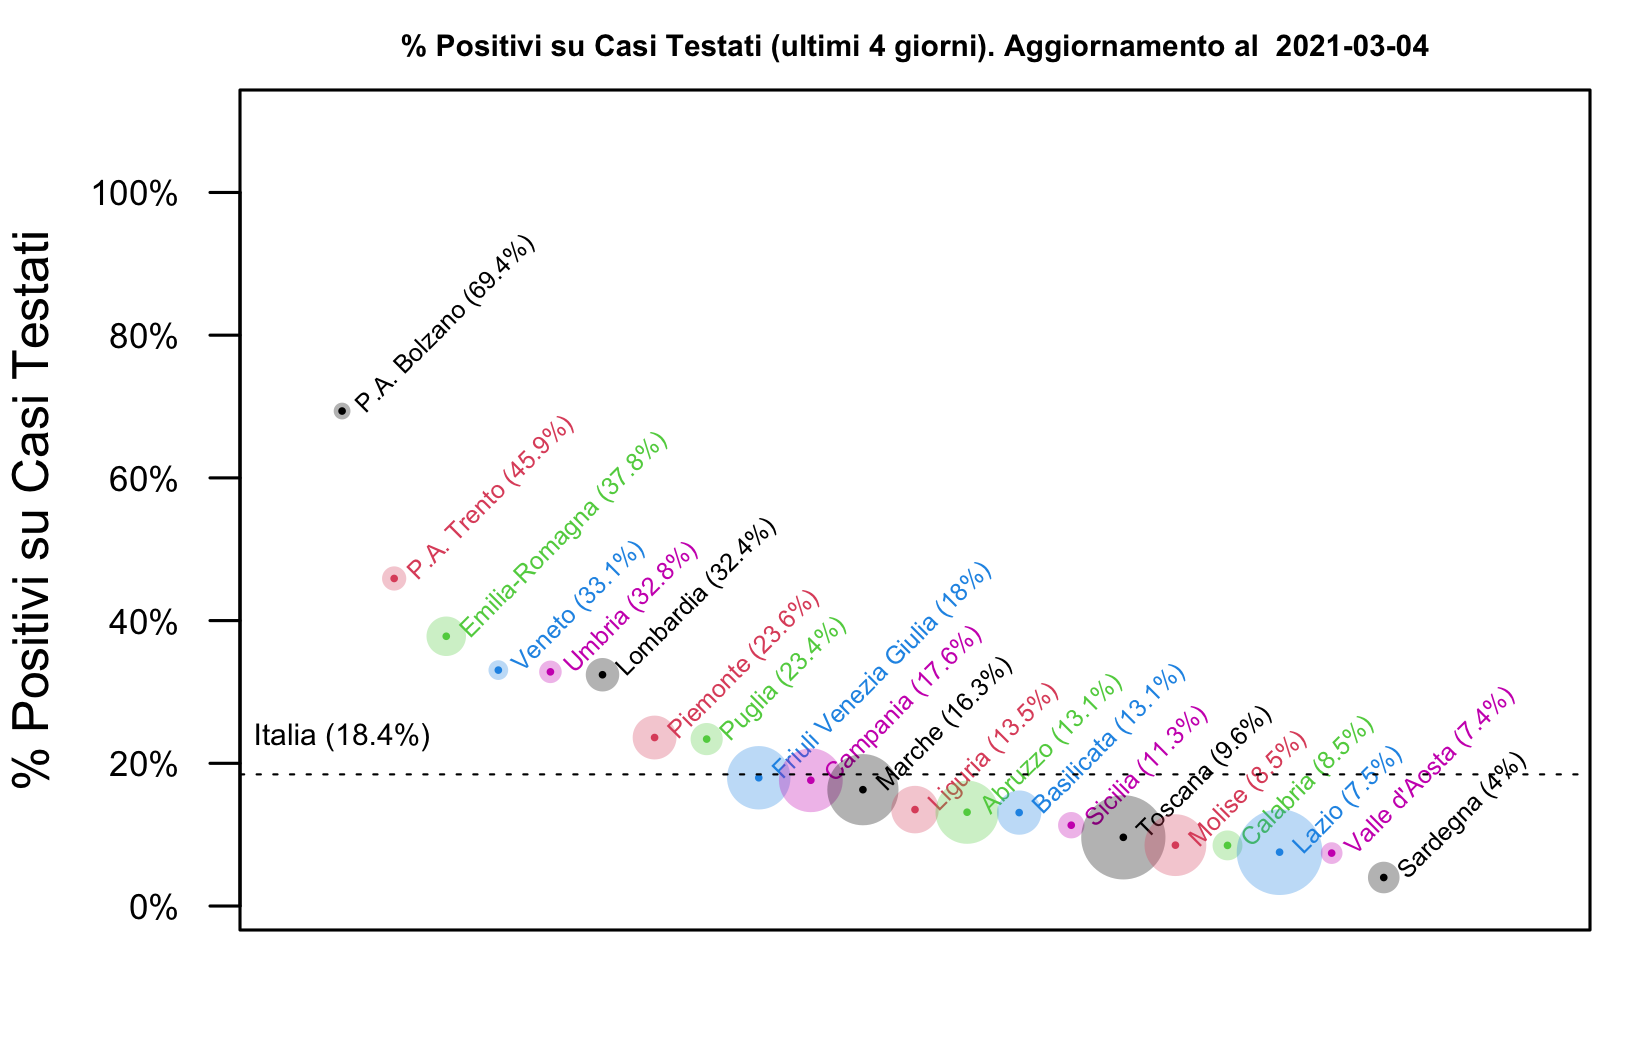 % Positivi su Casi Testati (ultimi 4 giorni). Aggiornamento al  2021-03-04
% Positivi su Casi Testati
100%
80%
60%
40%
20%
0%
P.A. Bolzano (69.4%)
P.A. Trento (45.9%)
Emilia-Romagna (37.8%)
Veneto (33.1%)
Umbria (32.8%)
Lombardia (32.4%)
Piemonte (23.6%)
Puglia (23.4%)
Friuli Venezia Giulia (18%)
Campania (17.6%)
Marche (16.3%)
Liguria (13.5%)
Abruzzo (13.1%)
Basilicata (13.1%)
Sicilia (11.3%)
Toscana (9.6%)
Molise (8.5%)
Calabria (8.5%)
Lazio (7.5%)
Valle d'Aosta (7.4%)
Sardegna (4%)
Italia (18.4%)